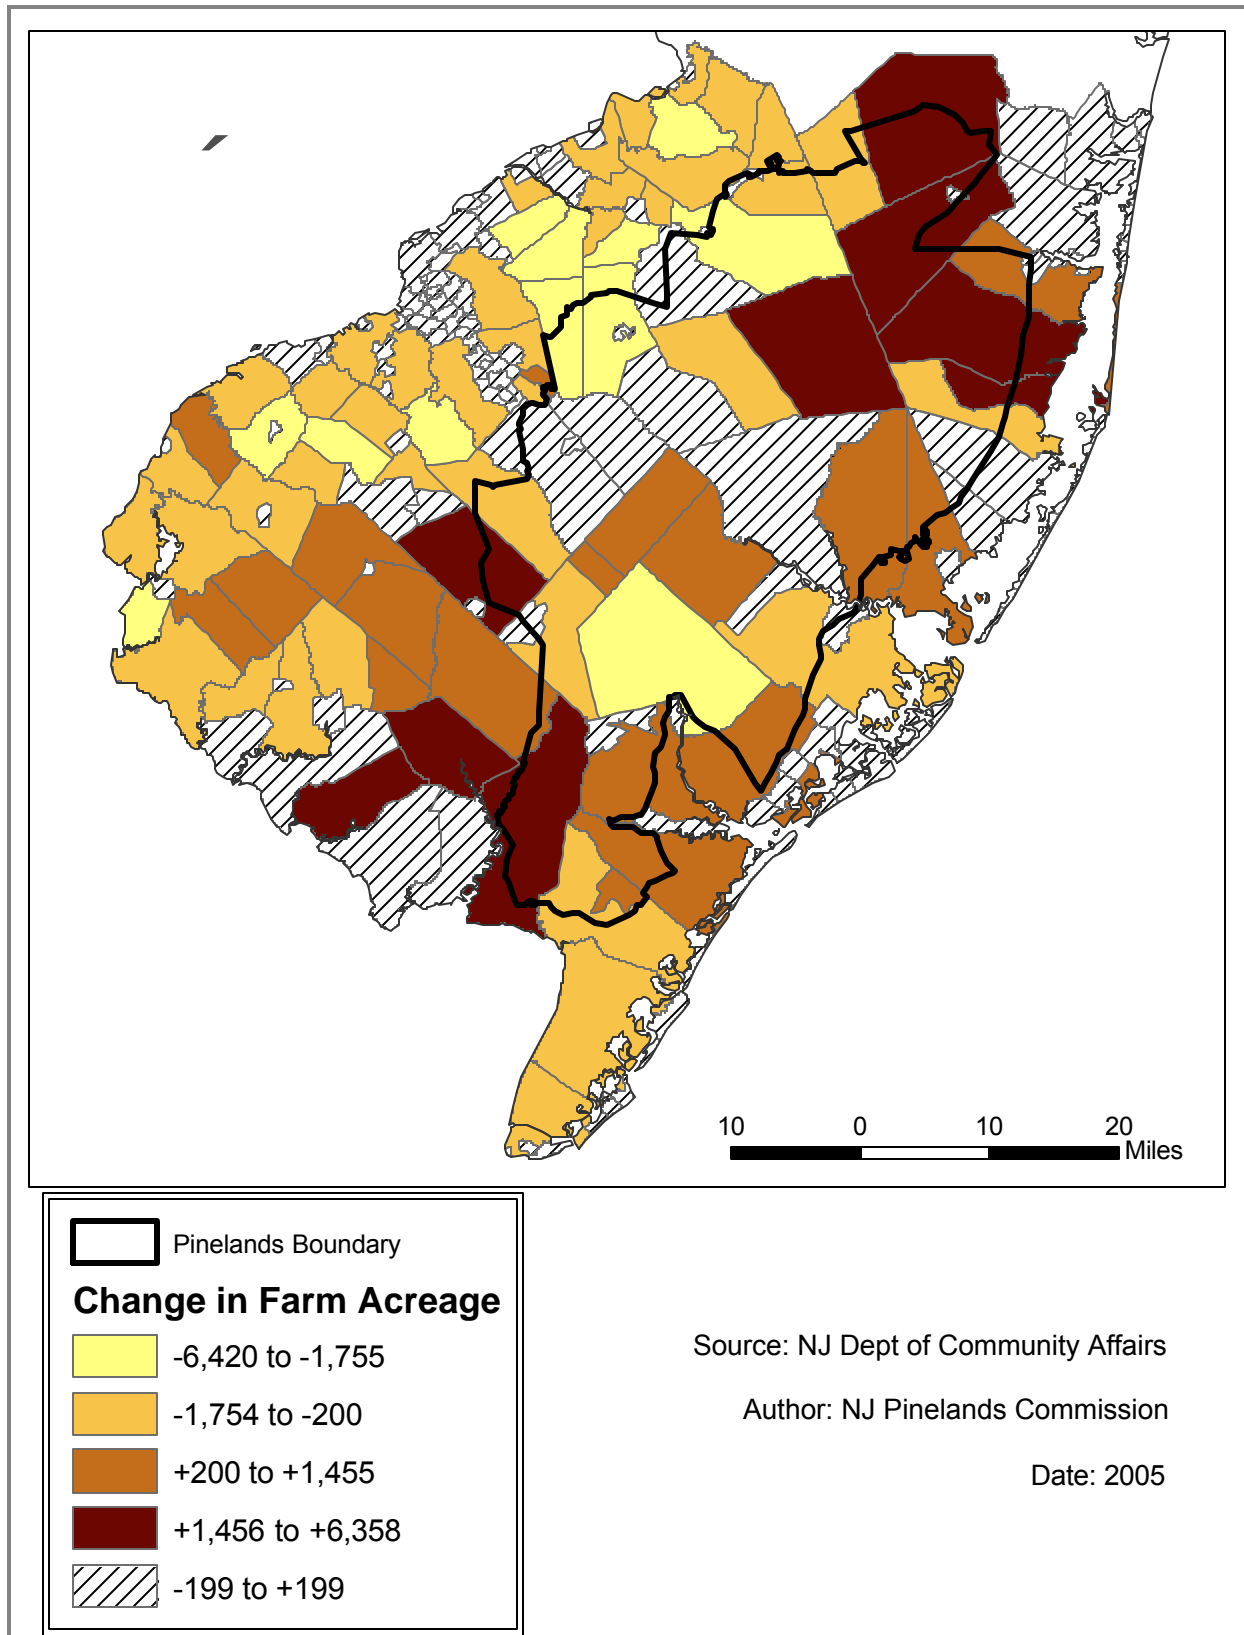 10 0 10 20
Miles
Pinelands Boundary
Change in Farm Acreage
-6,420 to -1,755
-1,754 to -200
+200 to +1,455
+1,456 to +6,358
-199 to +199
Source: NJ Dept of Community Affairs
Author: NJ Pinelands Commission
Date: 2005